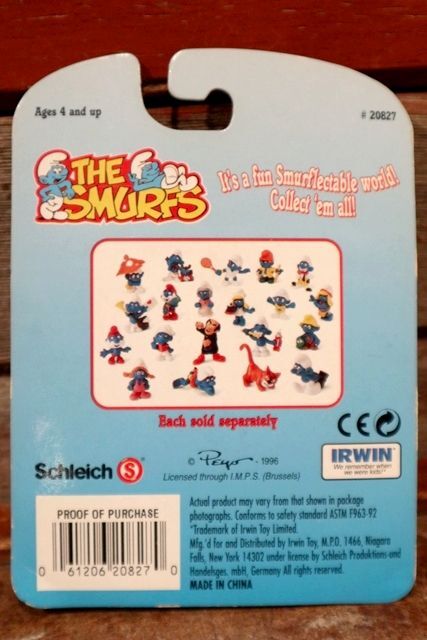 Ages 4 and up
# 20827
THE
SMURFS
It's a fun Smurflectable world!
Collect 'em all!
Each sold separately
CE
Schleich S
© Peyo · 1996
Licensed through I.M.P.S. (Brussels)
IRWIN
We remember when
we were kids!
PROOF OF PURCHASE
0 61206 20827 0
Actual product may vary from that shown in package
photographs. Conforms to safety standard ASTM F963-92
*Trademark of Irwin Toy Limited.
Mfg.'d for and Distributed by Irwin Toy, M.P.O. 1466, Niagara
Falls, New York 14302 under license by Schleich Produktions-und
Handelsges. mbH, Germany All rights reserved.
MADE IN CHINA